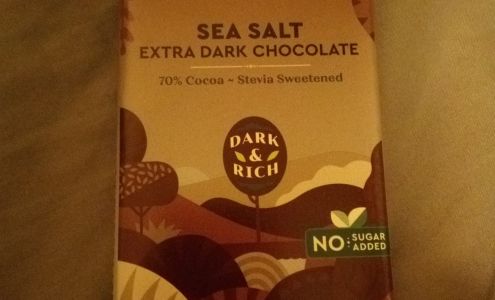 SEA SALT
EXTRA DARK CHOCOLATE
70% Cocoa ~ Stevia Sweetened
DARK
&
RICH
NO: SUGAR
ADDED